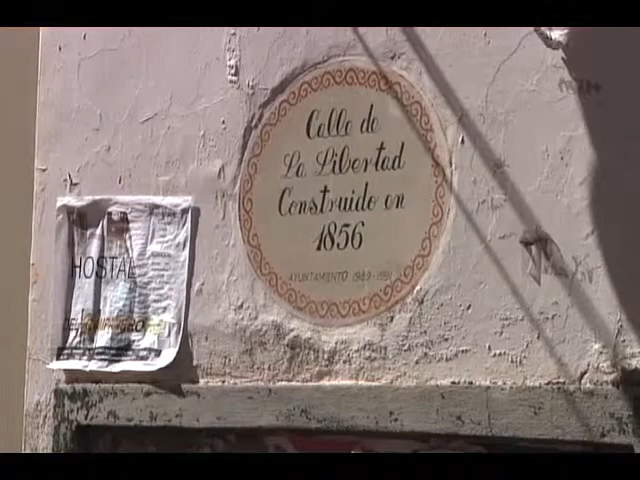 Calle de
La Libertad
Construido en
1856
AYUNTAMIENTO 1989-1991
HOSTAL